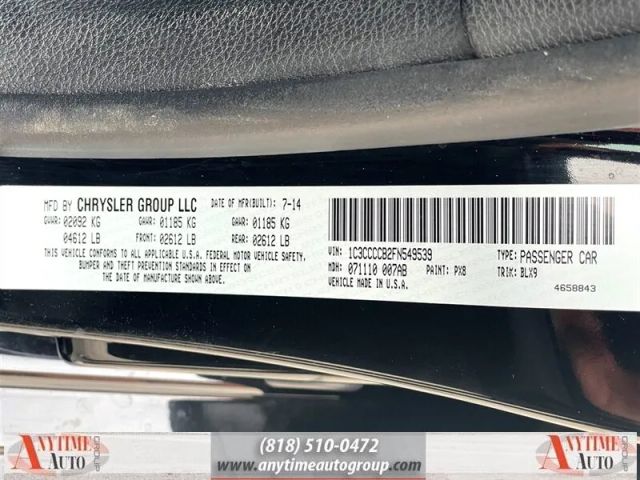 MFD BY CHRYSLER GROUP LLC DATE OF MFR(BUILT): 7-14
GVWR: 02092 KG GAWR: 01185 KG GAWR: 01185 KG
04612 LB FRONT: 02612 LB REAR: 02612 LB
THIS VEHICLE CONFORMS TO ALL APPLICABLE U.S.A. FEDERAL MOTOR VEHICLE SAFETY,
BUMPER AND THEFT PREVENTION STANDARDS IN EFFECT ON
THE DATE OF MANUFACTURE SHOWN ABOVE.
VIN: 1C3CCCCB2FN549539 TYPE: PASSENGER CAR
MDH: 071110 007AB PAINT: PX8 TRIM: BLX9
VEHICLE MADE IN U.S.A. 4658843
ANYTIME AUTO GROUP
(818) 510-0472
www.anytimeautogroup.com
ANYTIME AUTO GROUP